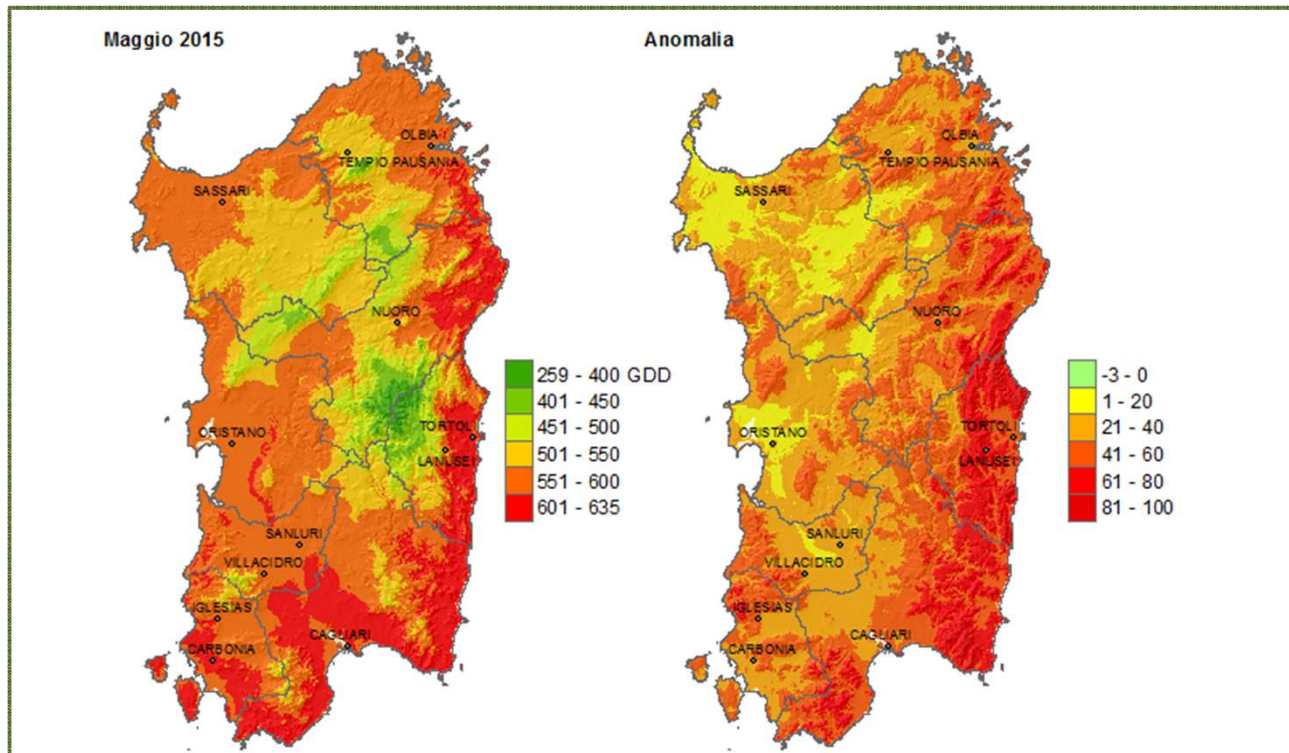 Maggio 2015
OLBIA
TEMPIO PAUSANIA
SASSARI
NUORO
ORISTANO
TORTOLI
LANUSEI
SANLURI
VILLACIDRO
IGLESIAS
CAGLIARI
CARBONIA
259 - 400 GDD
401 - 450
451 - 500
501 - 550
551 - 600
601 - 635
Anomalia
OLBIA
TEMPIO PAUSANIA
SASSARI
NUORO
ORISTANO
TORTOLI
LANUSEI
SANLURI
VILLACIDRO
IGLESIAS
CAGLIARI
CARBONIA
-3 - 0
1 - 20
21 - 40
41 - 60
61 - 80
81 - 100